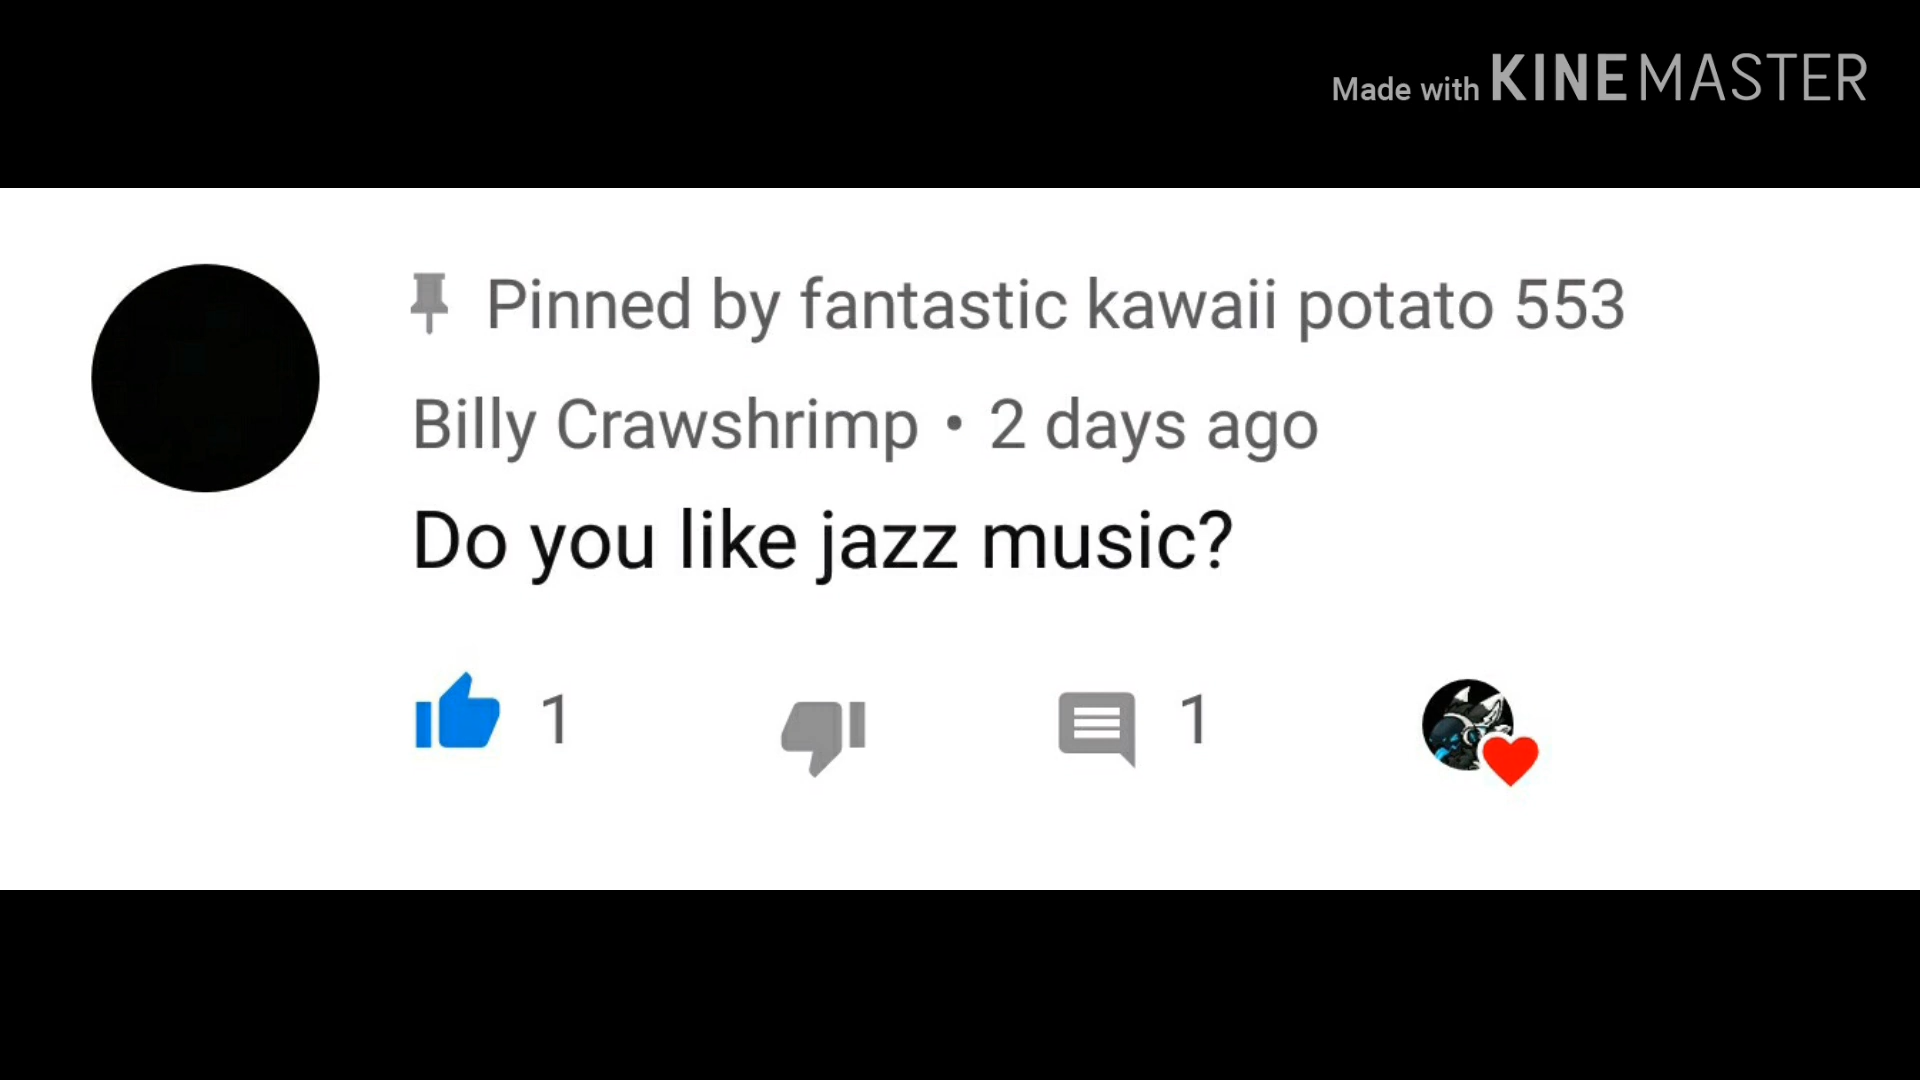 Made with KINEMASTER
Pinned by fantastic kawaii potato 553
Billy Crawshrimp • 2 days ago
Do you like jazz music?
1 1